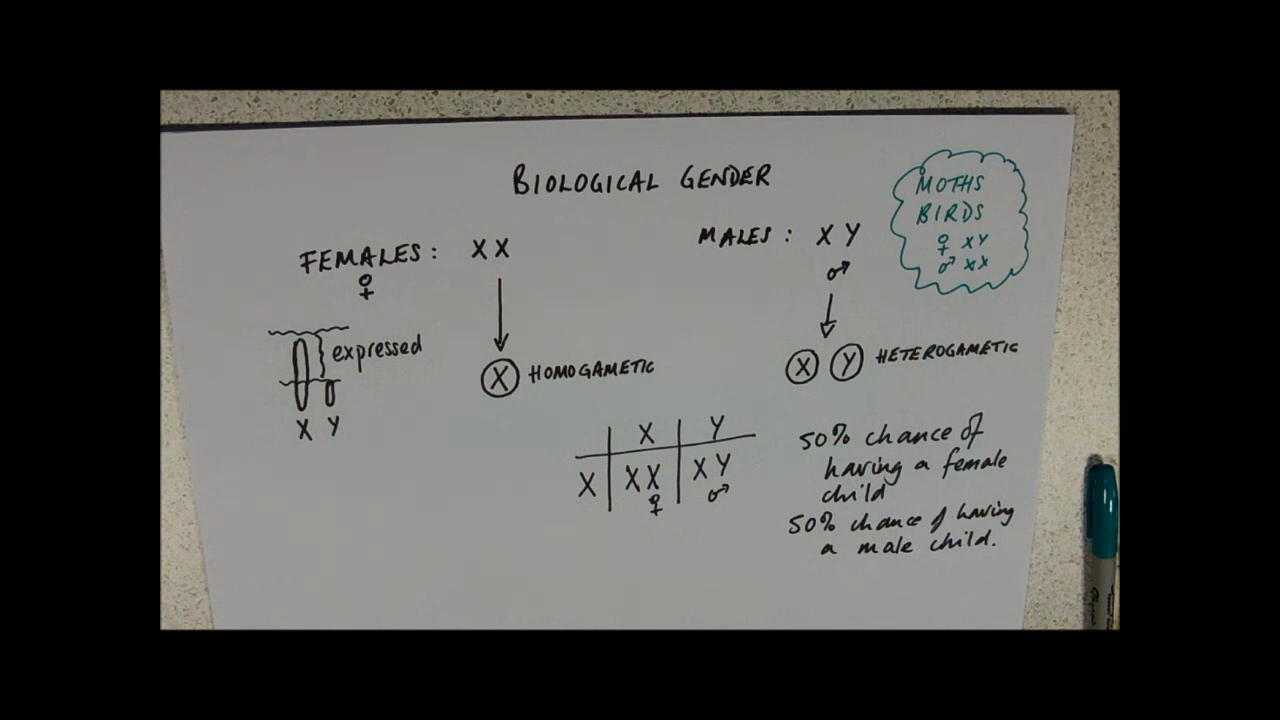 BIOLOGICAL GENDER
FEMALES: XX
♀
MALES: XY
♂
MOTHS
BIRDS
♀ XY
♂ XX
expressed
X Y
X HOMOGAMETIC
X Y HETEROGAMETIC
X Y
X XX XY
♀ ♂
50% chance of
having a female
child
50% chance of having
a male child.